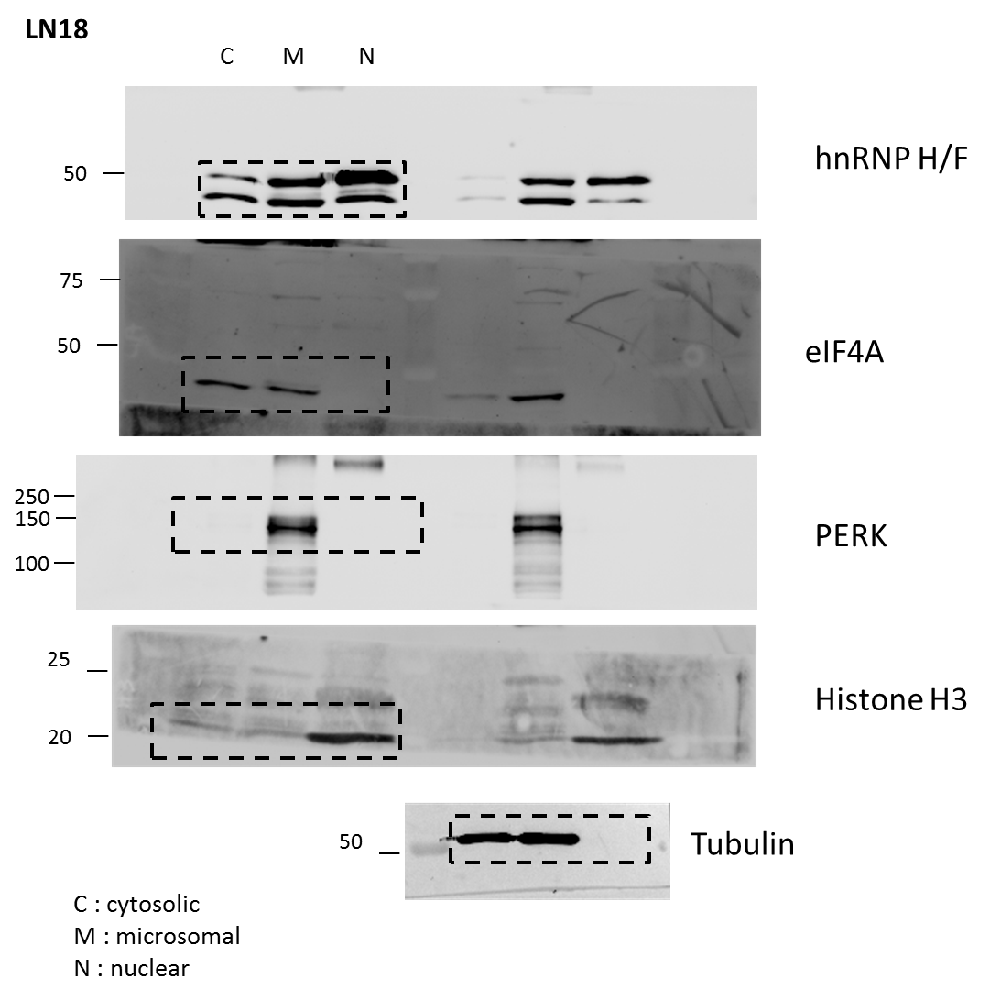 LN18
C M N
50
hnRNP H/F
75
50
eIF4A
250
150
100
PERK
25
20
Histone H3
50
Tubulin
C : cytosolic
M : microsomal
N : nuclear